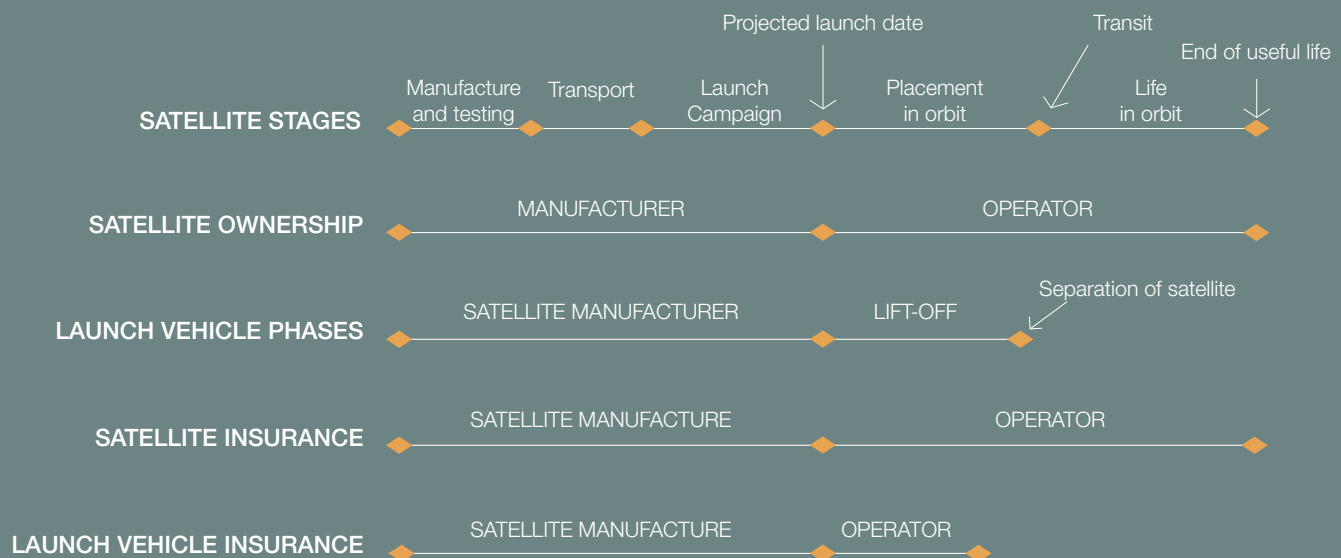 Projected launch date
Transit
End of useful life
SATELLITE STAGES
Manufacture
and testing
Transport
Launch
Campaign
Placement
in orbit
Life
in orbit
SATELLITE OWNERSHIP
MANUFACTURER
OPERATOR
LAUNCH VEHICLE PHASES
SATELLITE MANUFACTURER
LIFT-OFF
Separation of satellite
SATELLITE INSURANCE
SATELLITE MANUFACTURE
OPERATOR
LAUNCH VEHICLE INSURANCE
SATELLITE MANUFACTURE
OPERATOR